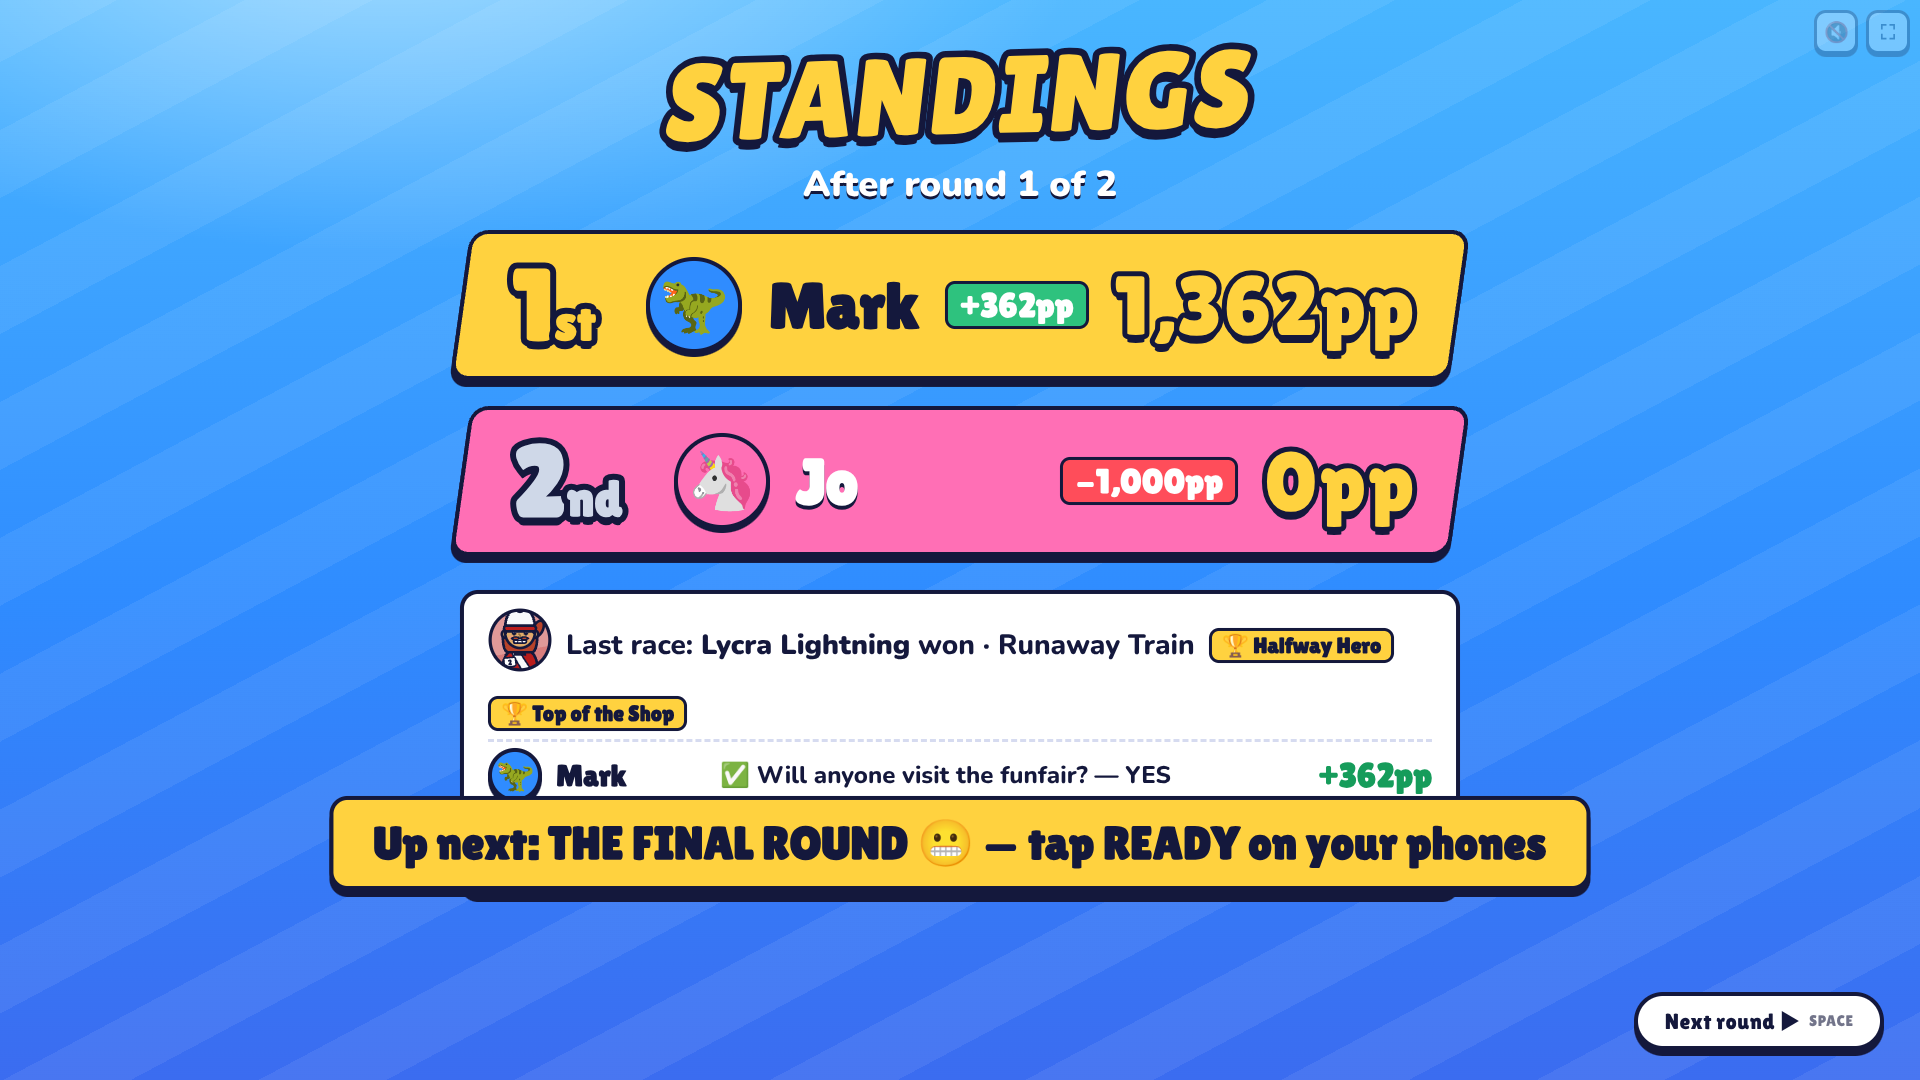 STANDINGS
After round 1 of 2
1st Mark +362pp 1,362pp
2nd Jo −1,000pp 0pp
Last race: Lycra Lightning won · Runaway Train 🏆 Halfway Hero
🏆 Top of the Shop
Mark ✅ Will anyone visit the funfair? — YES +362pp
Up next: THE FINAL ROUND 😬 — tap READY on your phones
Next round ▶ SPACE